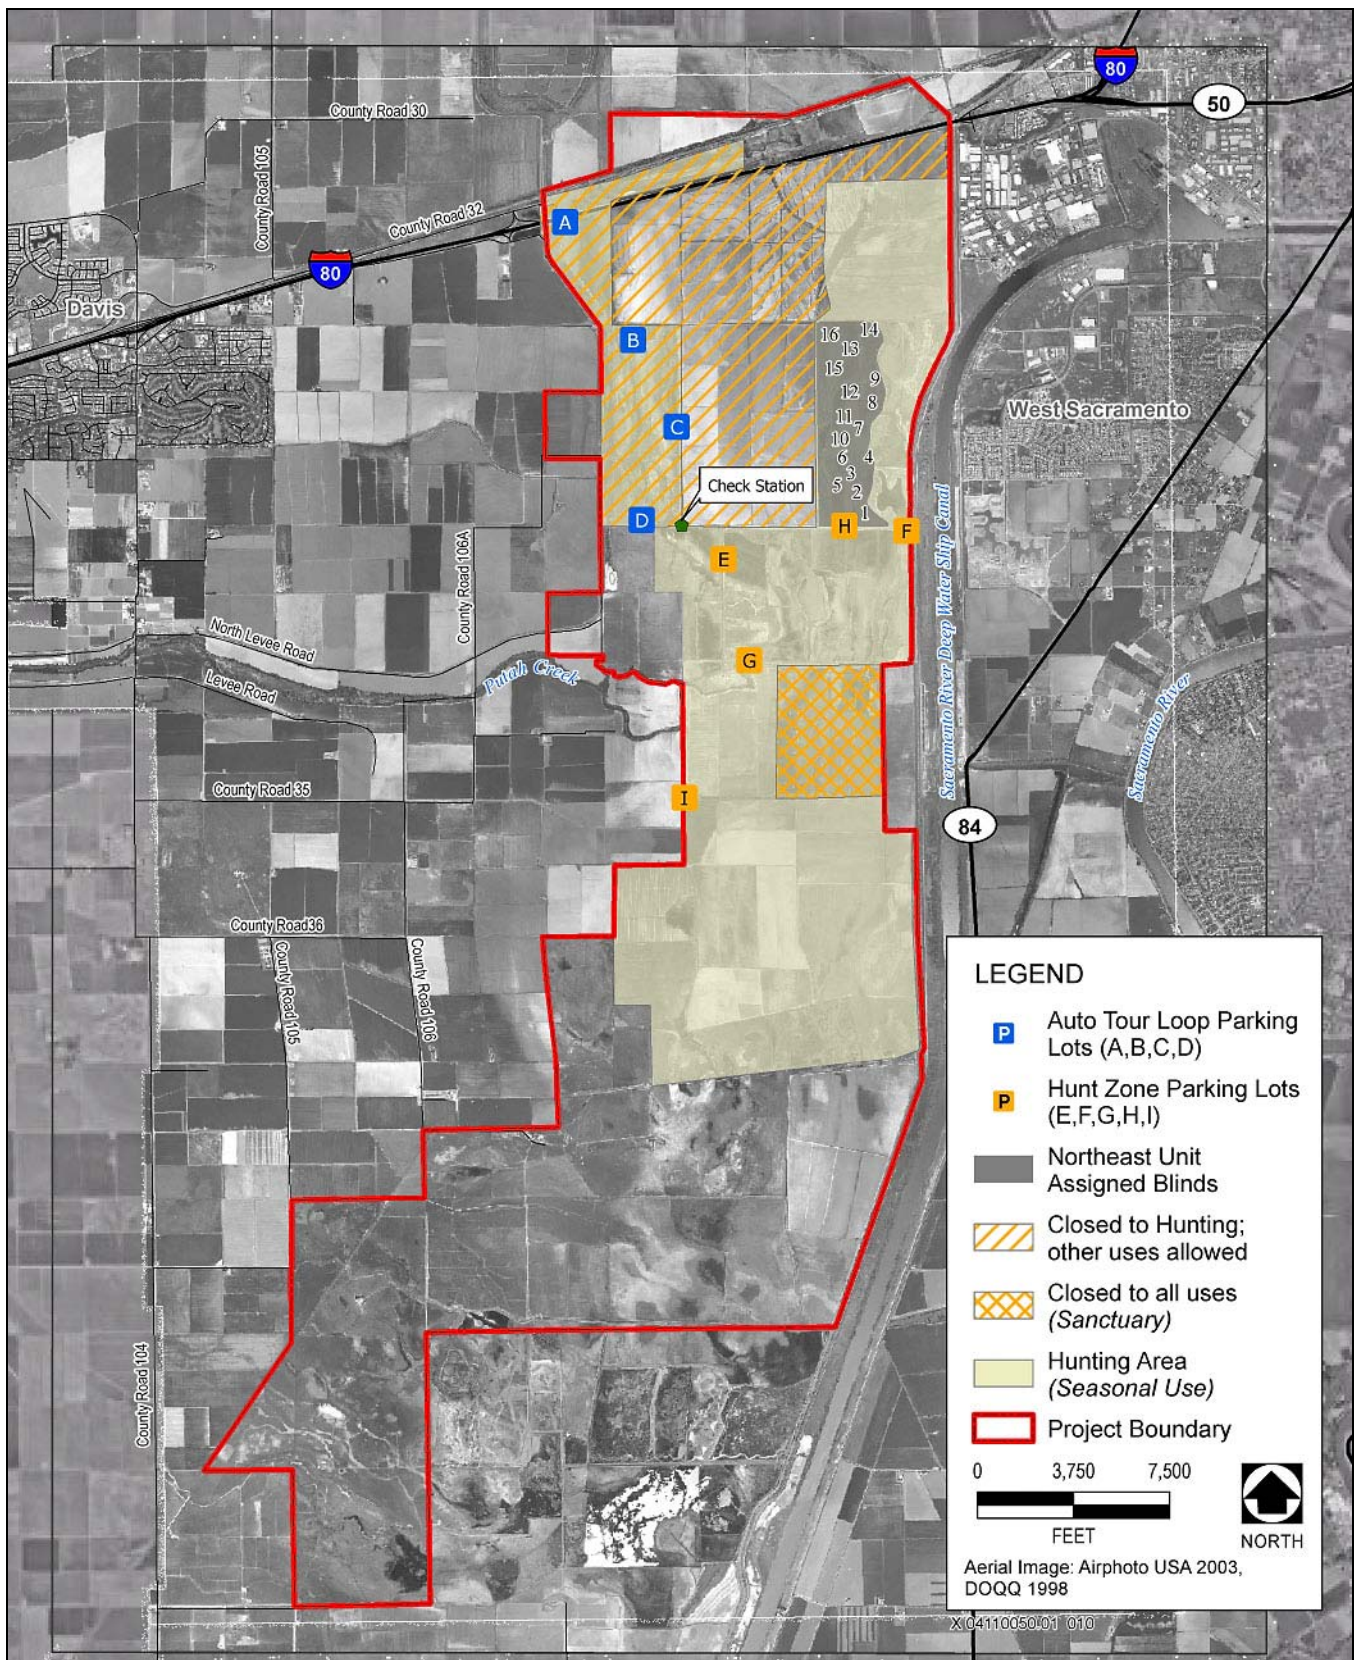 80
50
County Road 30
County Road 105
County Road 32
A
80
Davis
B
16
14
13
15
9
12
8
West Sacramento
11
C
7
10
6
4
3
5
2
Check Station
1
D
H
F
E
County Road 106A
North Levee Road
Levee Road
Putah Creek
G
Sacramento River Deep Water Ship Canal
Sacramento River
County Road 35
I
84
County Road36
County Road 105
County Road 106
County Road 104
LEGEND
P Auto Tour Loop Parking
Lots (A,B,C,D)
P Hunt Zone Parking Lots
(E,F,G,H,I)
Northeast Unit
Assigned Blinds
Closed to Hunting;
other uses allowed
Closed to all uses
(Sanctuary)
Hunting Area
(Seasonal Use)
Project Boundary
0 3,750 7,500
FEET
NORTH
Aerial Image: Airphoto USA 2003,
DOQQ 1998
X 04110050.01 010